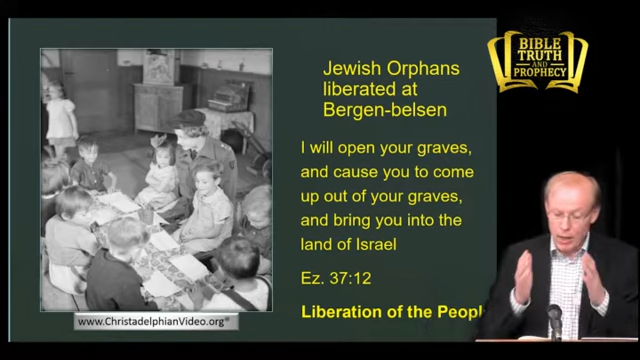 BIBLE
TRUTH
AND
PROPHECY
Jewish Orphans
liberated at
Bergen-belsen
I will open your graves,
and cause you to come
up out of your graves,
and bring you into the
land of Israel
Ez. 37:12
Liberation of the Peopl
www.ChristadelphianVideo.org®